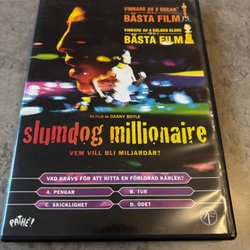 VINNARE AV 8 OSCAR
BÄSTA FILM
VINNARE AV 4 GOLDEN GLOBE
BÄSTA FILM
EN FILM AV DANNY BOYLE
slumdog millionaire
VEM VILL BLI MILJARDÄR?
VAD KRÄVS FÖR ATT HITTA EN FÖRLORAD KÄRLEK?
A. PENGAR
B. TUR
C. SKICKLIGHET
D. ÖDET
PATHÉ!